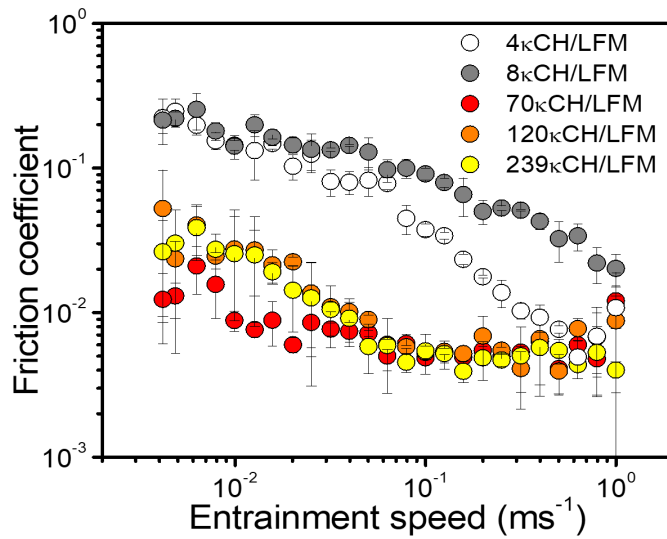 10⁰
4κCH/LFM
8κCH/LFM
70κCH/LFM
120κCH/LFM
239κCH/LFM
10⁻¹
Friction coefficient
10⁻²
10⁻³
10⁻² 10⁻¹ 10⁰
Entrainment speed (ms⁻¹)